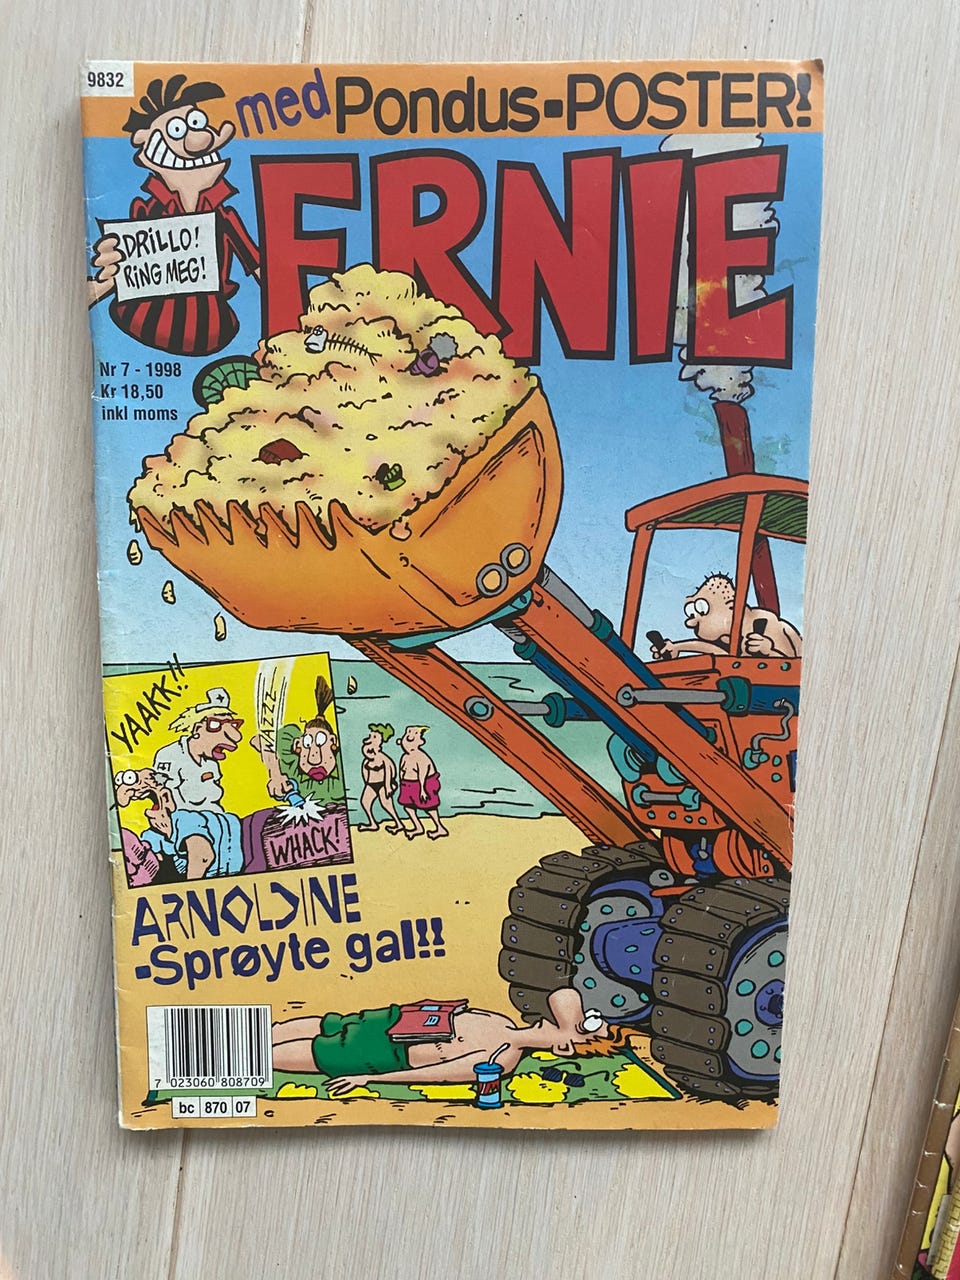 9832
med Pondus-POSTER!
ERNIE
DRILLO!
RING MEG!
Nr 7 - 1998
Kr 18,50
inkl moms
YAAKK!!
WAZZZ
WHACK!
ARNOLDINE
-Sprøyte gal!!
7 023060 808709
bc 870 07